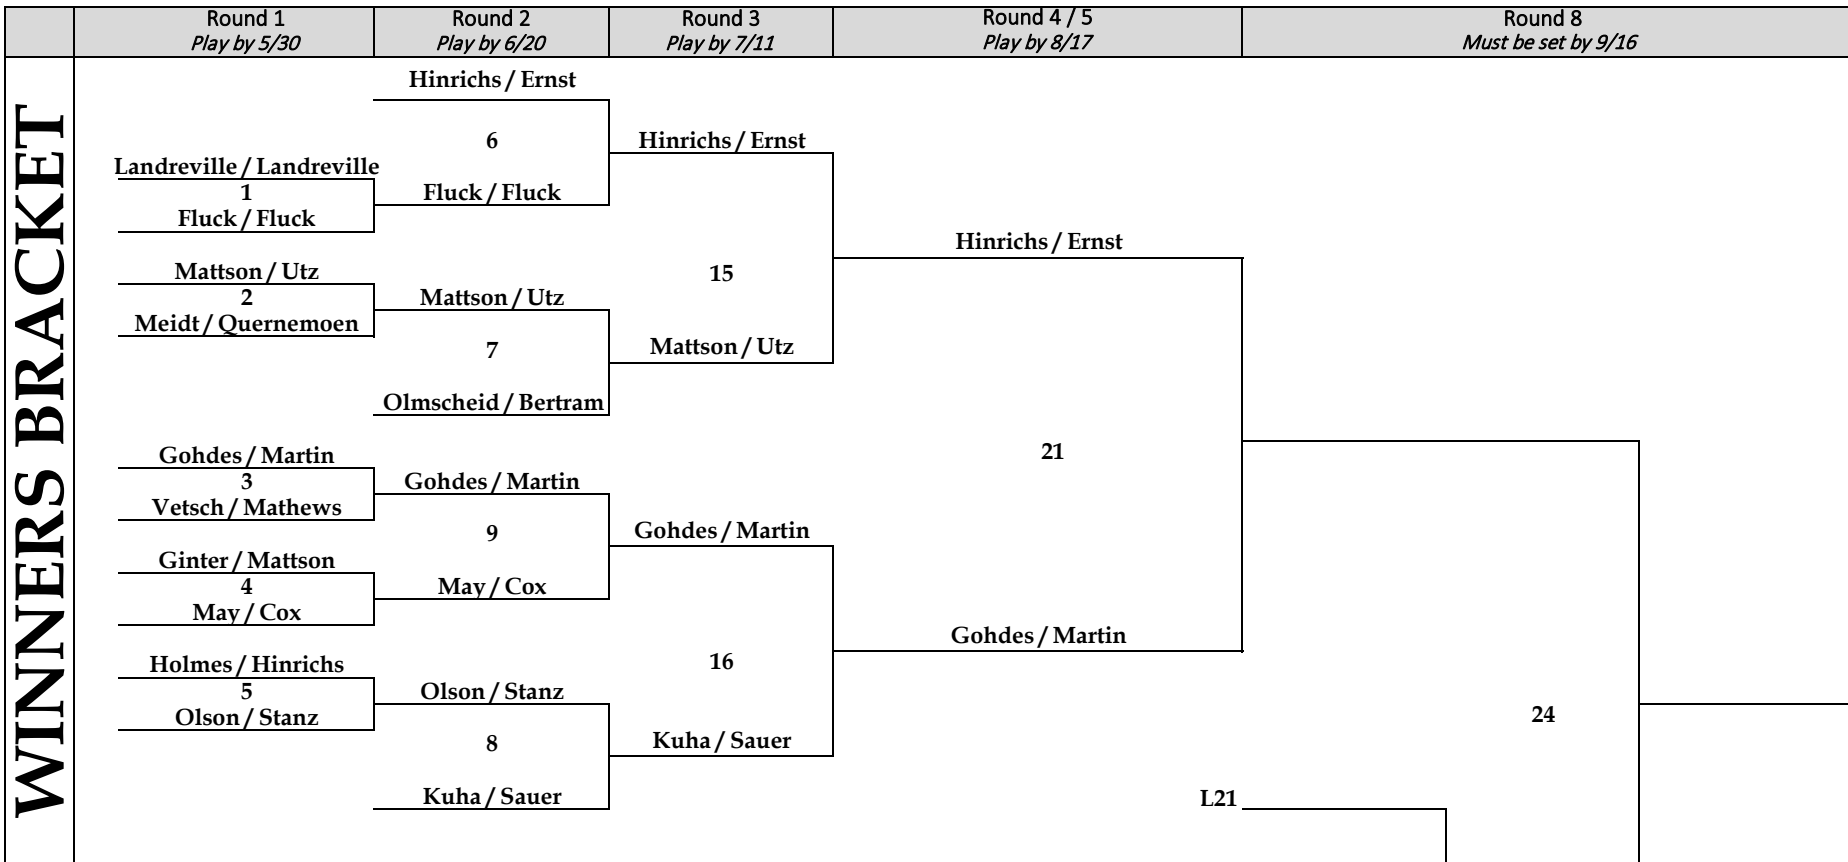 Round 1
Play by 5/30
Round 2
Play by 6/20
Round 3
Play by 7/11
Round 4 / 5
Play by 8/17
Round 8
Must be set by 9/16
WINNERS BRACKET
Hinrichs / Ernst
6
Hinrichs / Ernst
Landreville / Landreville
1
Fluck / Fluck
Fluck / Fluck
Hinrichs / Ernst
Mattson / Utz
15
2
Mattson / Utz
Meidt / Quernemoen
7
Mattson / Utz
Olmscheid / Bertram
21
Gohdes / Martin
3
Gohdes / Martin
Vetsch / Mathews
9
Gohdes / Martin
Ginter / Mattson
4
May / Cox
May / Cox
Gohdes / Martin
Holmes / Hinrichs
16
5
Olson / Stanz
Olson / Stanz
24
8
Kuha / Sauer
Kuha / Sauer
L21